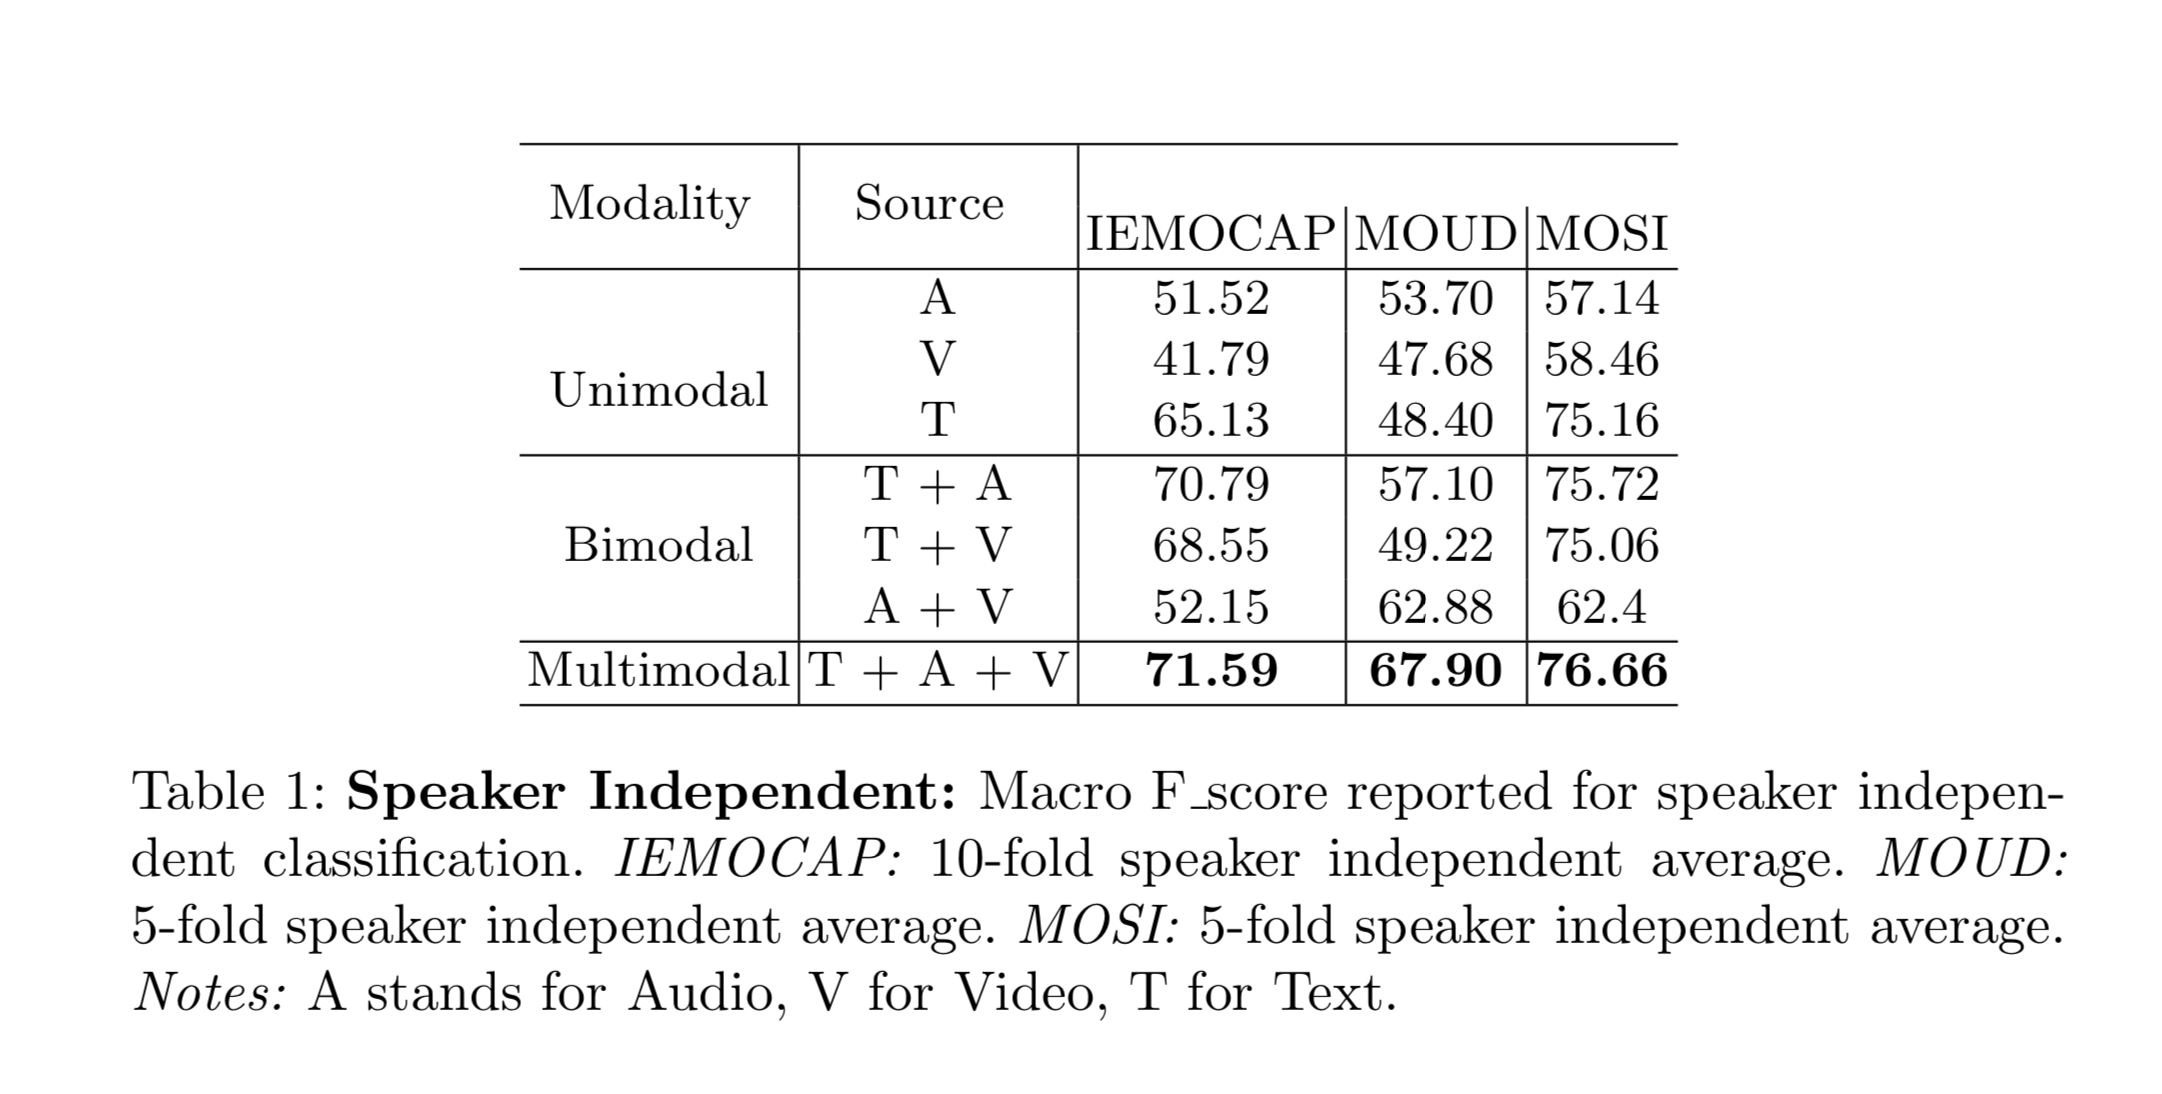 Modality Source
IEMOCAP MOUD MOSI
A 51.52 53.70 57.14
V 41.79 47.68 58.46
Unimodal
T 65.13 48.40 75.16
T + A 70.79 57.10 75.72
Bimodal T + V 68.55 49.22 75.06
A + V 52.15 62.88 62.4
Multimodal T + A + V 71.59 67.90 76.66
Table 1: Speaker Independent: Macro F_score reported for speaker indepen-
dent classification. IEMOCAP: 10-fold speaker independent average. MOUD:
5-fold speaker independent average. MOSI: 5-fold speaker independent average.
Notes: A stands for Audio, V for Video, T for Text.